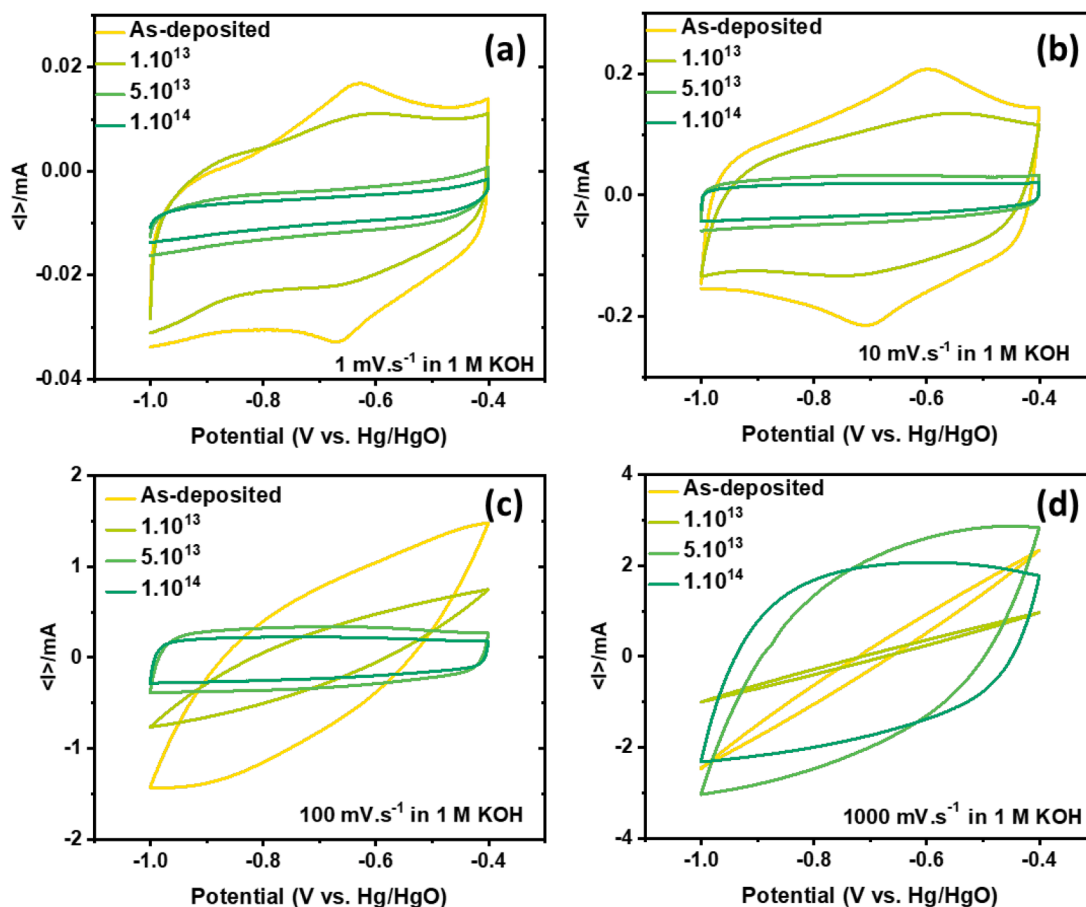 (a)
As-deposited
1.10¹³
5.10¹³
1.10¹⁴
0.02
0.00
-0.02
-0.04
<I>/mA
1 mV.s⁻¹ in 1 M KOH
-1.0 -0.8 -0.6 -0.4
Potential (V vs. Hg/HgO)
(b)
As-deposited
1.10¹³
5.10¹³
1.10¹⁴
0.2
0.0
-0.2
<I>/mA
10 mV.s⁻¹ in 1 M KOH
-1.0 -0.8 -0.6 -0.4
Potential (V vs. Hg/HgO)
(c)
As-deposited
1.10¹³
5.10¹³
1.10¹⁴
2
1
0
-1
-2
<I>/mA
100 mV.s⁻¹ in 1 M KOH
-1.0 -0.8 -0.6 -0.4
Potential (V vs. Hg/HgO)
(d)
As-deposited
1.10¹³
5.10¹³
1.10¹⁴
4
2
0
-2
-4
<I>/mA
1000 mV.s⁻¹ in 1 M KOH
-1.0 -0.8 -0.6 -0.4
Potential (V vs. Hg/HgO)